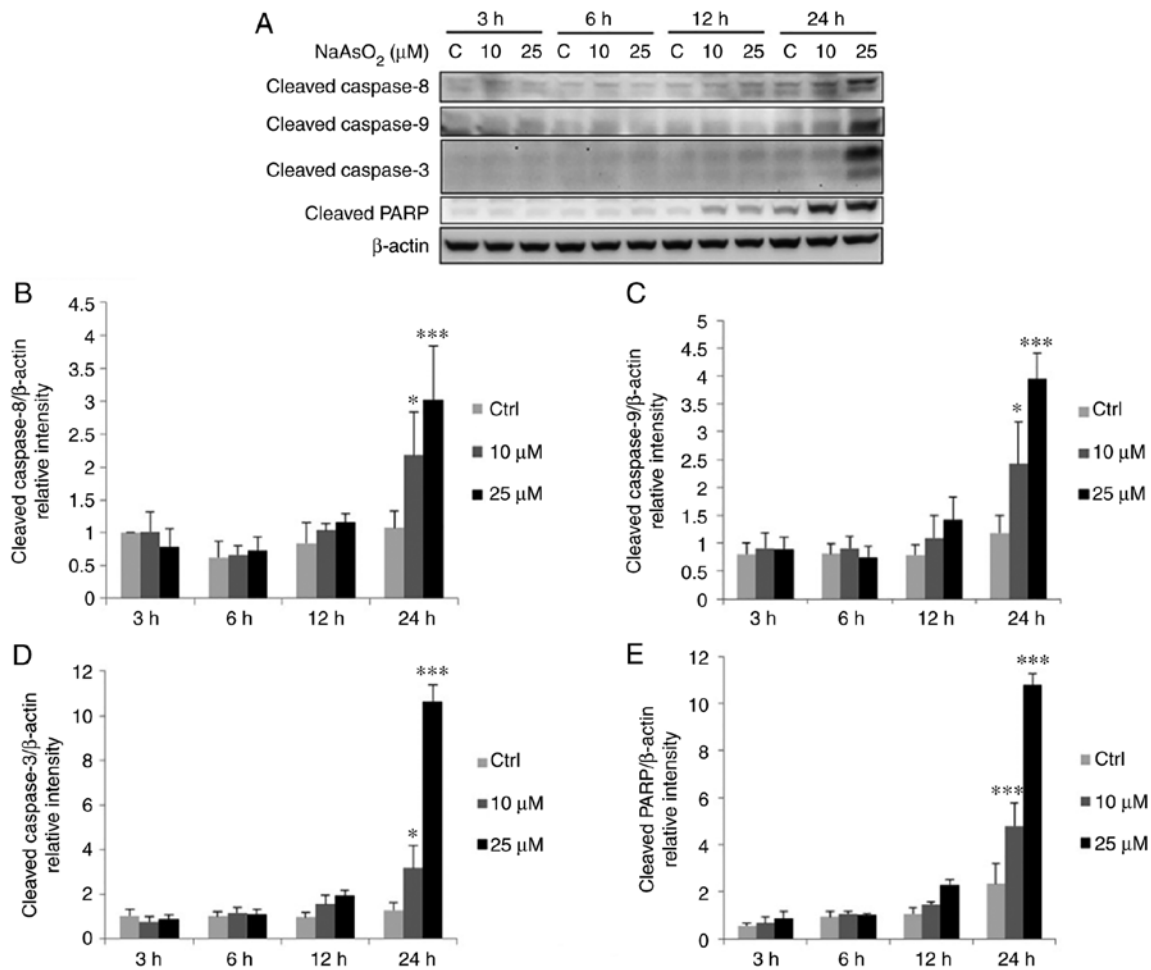 A
3 h 6 h 12 h 24 h
NaAsO2 (μM) C 10 25 C 10 25 C 10 25 C 10 25
Cleaved caspase-8
Cleaved caspase-9
Cleaved caspase-3
Cleaved PARP
β-actin
B
Cleaved caspase-8/β-actin
relative intensity
4.5
4
3.5
3
2.5
2
1.5
1
0.5
0
*
***
3 h 6 h 12 h 24 h
Ctrl
10 μM
25 μM
C
Cleaved caspase-9/β-actin
relative intensity
5
4.5
4
3.5
3
2.5
2
1.5
1
0.5
0
*
***
3 h 6 h 12 h 24 h
Ctrl
10 μM
25 μM
D
Cleaved caspase-3/β-actin
relative intensity
12
10
8
6
4
2
0
*
***
3 h 6 h 12 h 24 h
Ctrl
10 μM
25 μM
E
Cleaved PARP/β-actin
relative intensity
12
10
8
6
4
2
0
***
***
3 h 6 h 12 h 24 h
Ctrl
10 μM
25 μM